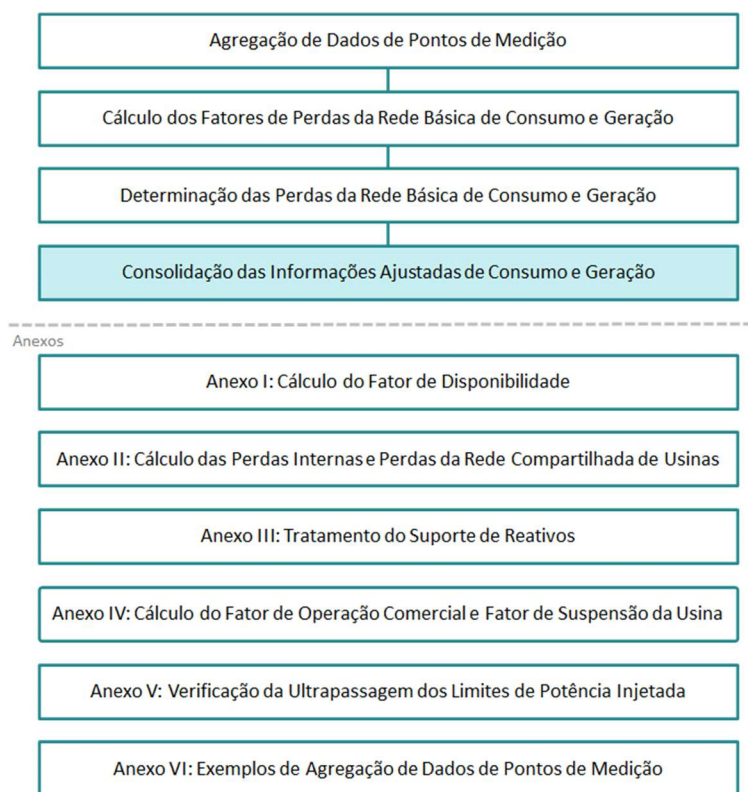 Agregação de Dados de Pontos de Medição
Cálculo dos Fatores de Perdas da Rede Básica de Consumo e Geração
Determinação das Perdas da Rede Básica de Consumo e Geração
Consolidação das Informações Ajustadas de Consumo e Geração
Anexos
Anexo I: Cálculo do Fator de Disponibilidade
Anexo II: Cálculo das Perdas Internas e Perdas da Rede Compartilhada de Usinas
Anexo III: Tratamento do Suporte de Reativos
Anexo IV: Cálculo do Fator de Operação Comercial e Fator de Suspensão da Usina
Anexo V: Verificação da Ultrapassagem dos Limites de Potência Injetada
Anexo VI: Exemplos de Agregação de Dados de Pontos de Medição